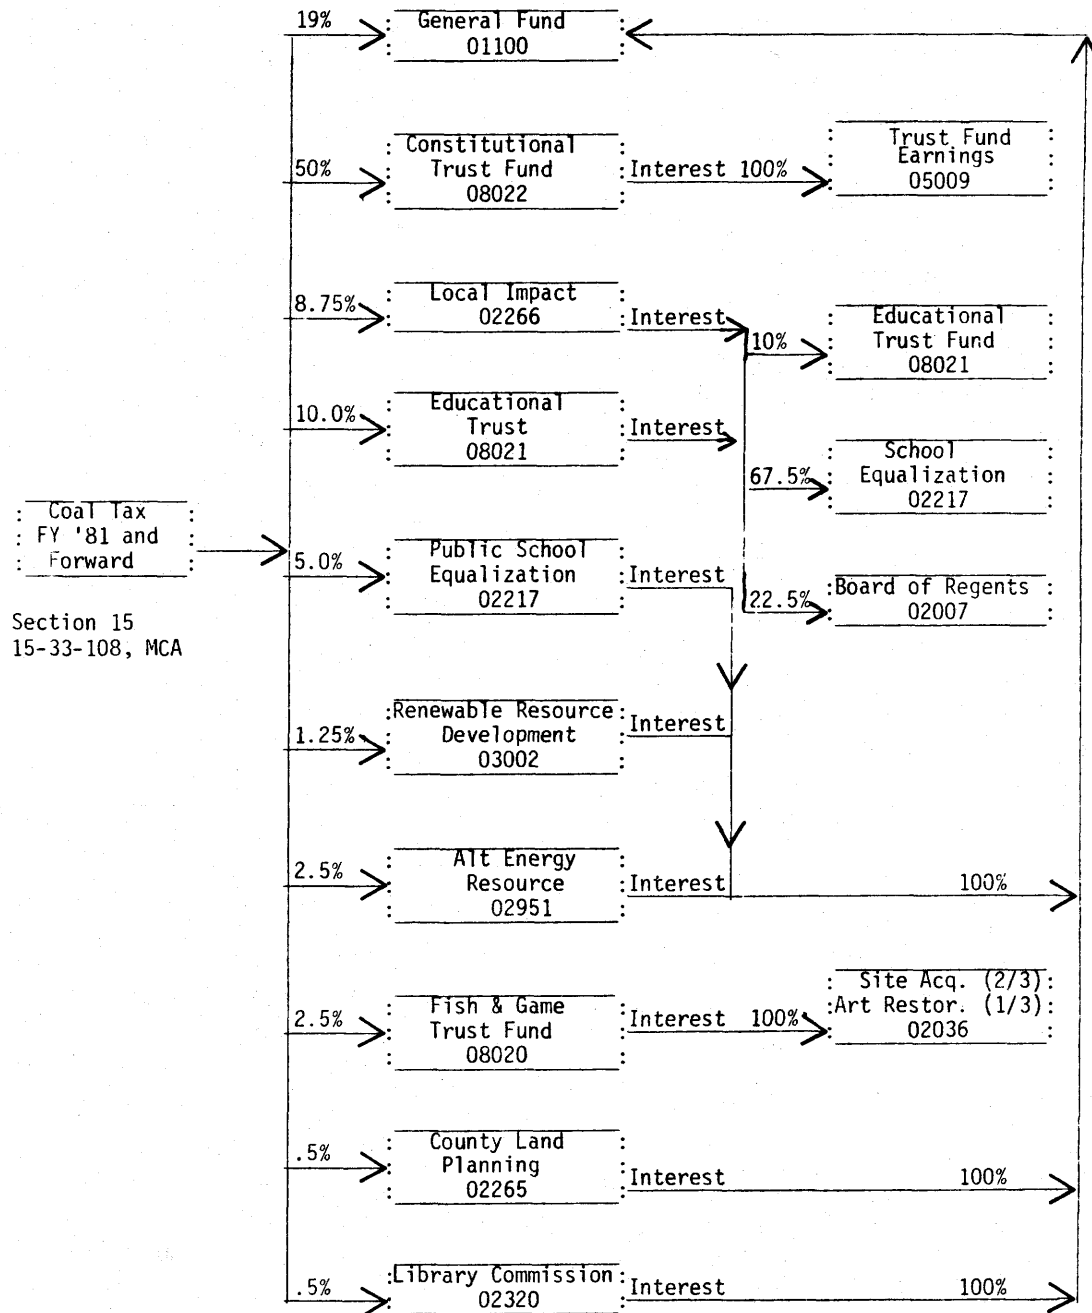 19%
General Fund
01100
50%
Constitutional
Trust Fund
08022
Interest 100%
Trust Fund
Earnings
05009
8.75%
Local Impact
02266
Interest
10%
Educational
Trust Fund
08021
10.0%
Educational
Trust
08021
Interest
67.5%
School
Equalization
02217
Coal Tax
FY '81 and
Forward
Section 15
15-33-108, MCA
5.0%
Public School
Equalization
02217
Interest
22.5%
Board of Regents
02007
1.25%
Renewable Resource
Development
03002
Interest
2.5%
Alt Energy
Resource
02951
Interest
100%
2.5%
Fish & Game
Trust Fund
08020
Interest 100%
Site Acq. (2/3)
Art Restor. (1/3)
02036
.5%
County Land
Planning
02265
Interest
100%
.5%
Library Commission
02320
Interest
100%